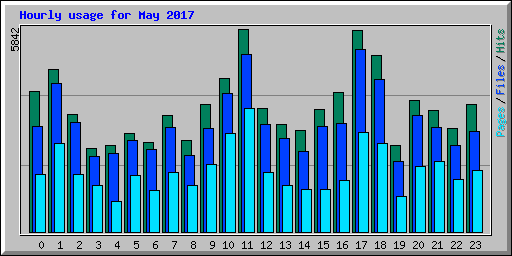 Hourly usage for May 2017
5842
Pages/Files/Hits
0 1 2 3 4 5 6 7 8 9 10 11 12 13 14 15 16 17 18 19 20 21 22 23